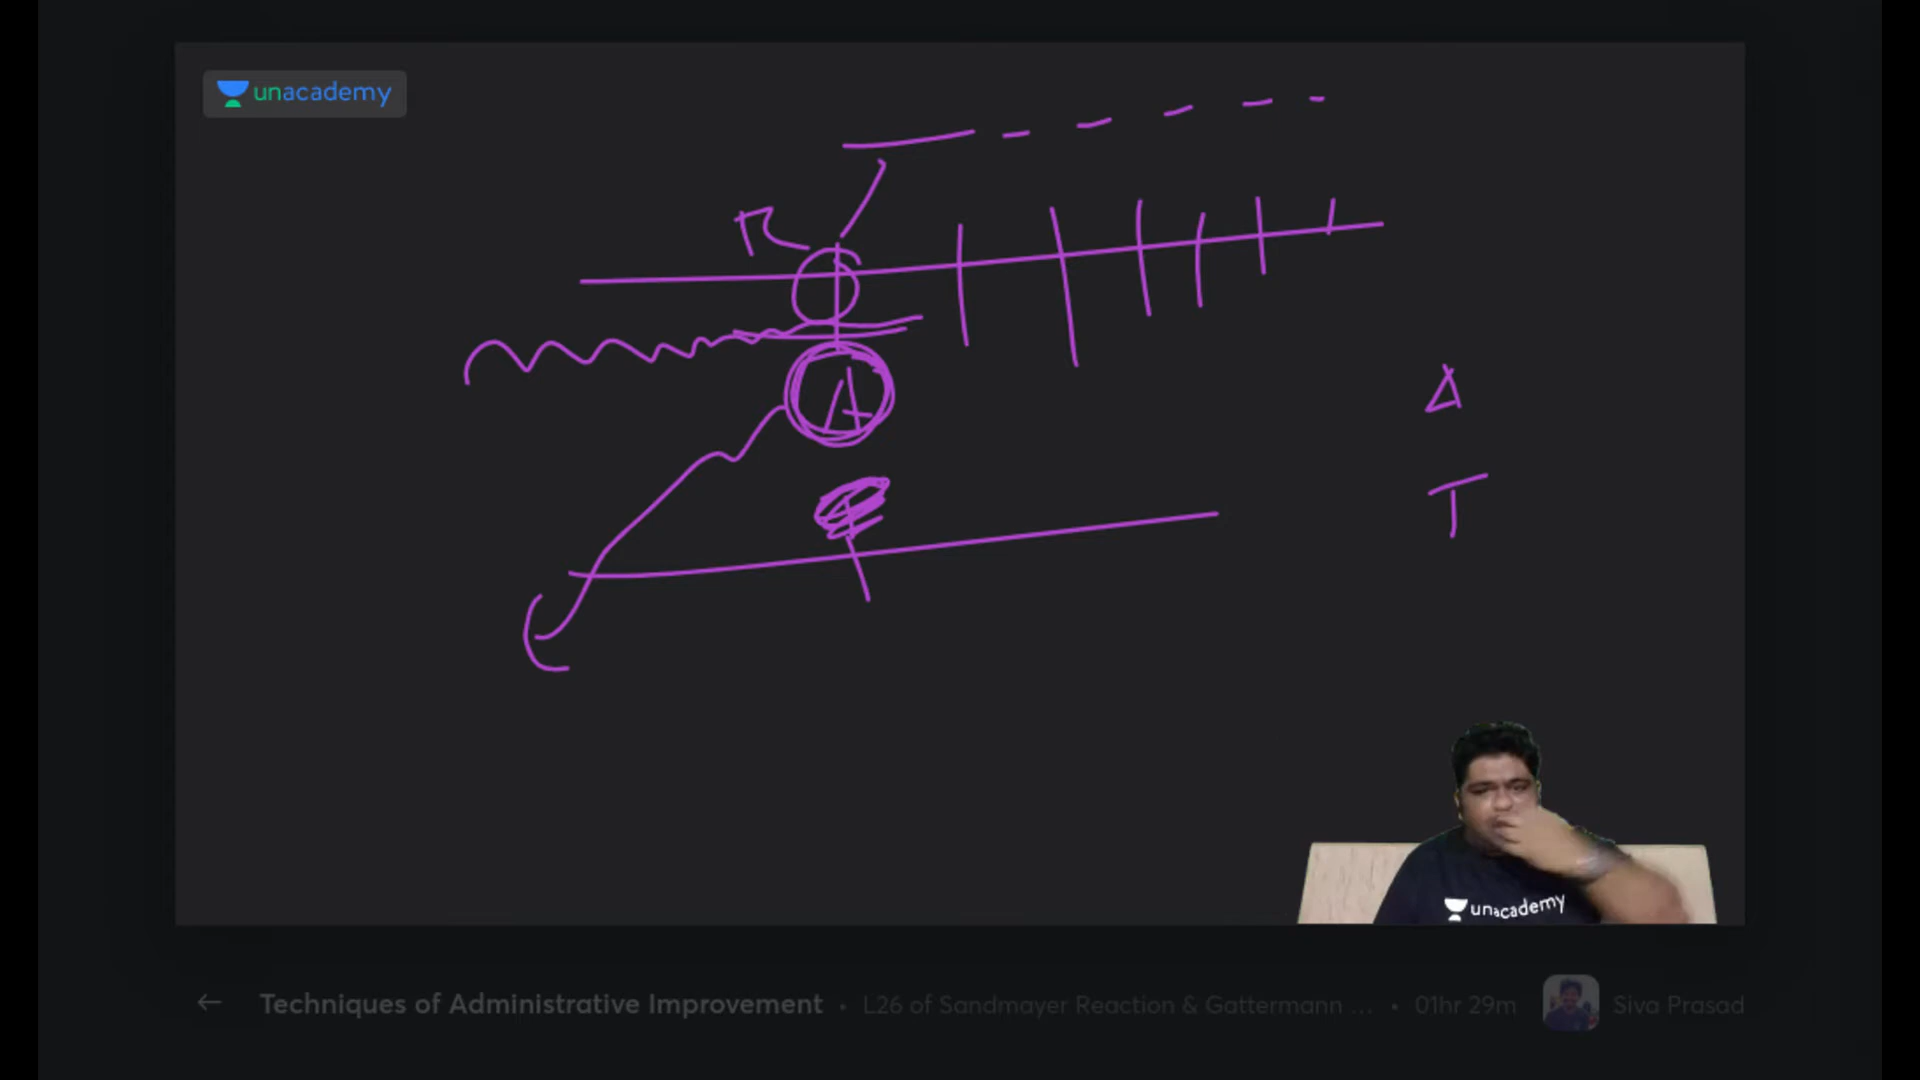 unacademy
A
A
T
unacademy
Techniques of Administrative Improvement • L26 of Sandmayer Reaction & Gattermann ... • 01hr 29m Siva Prasad